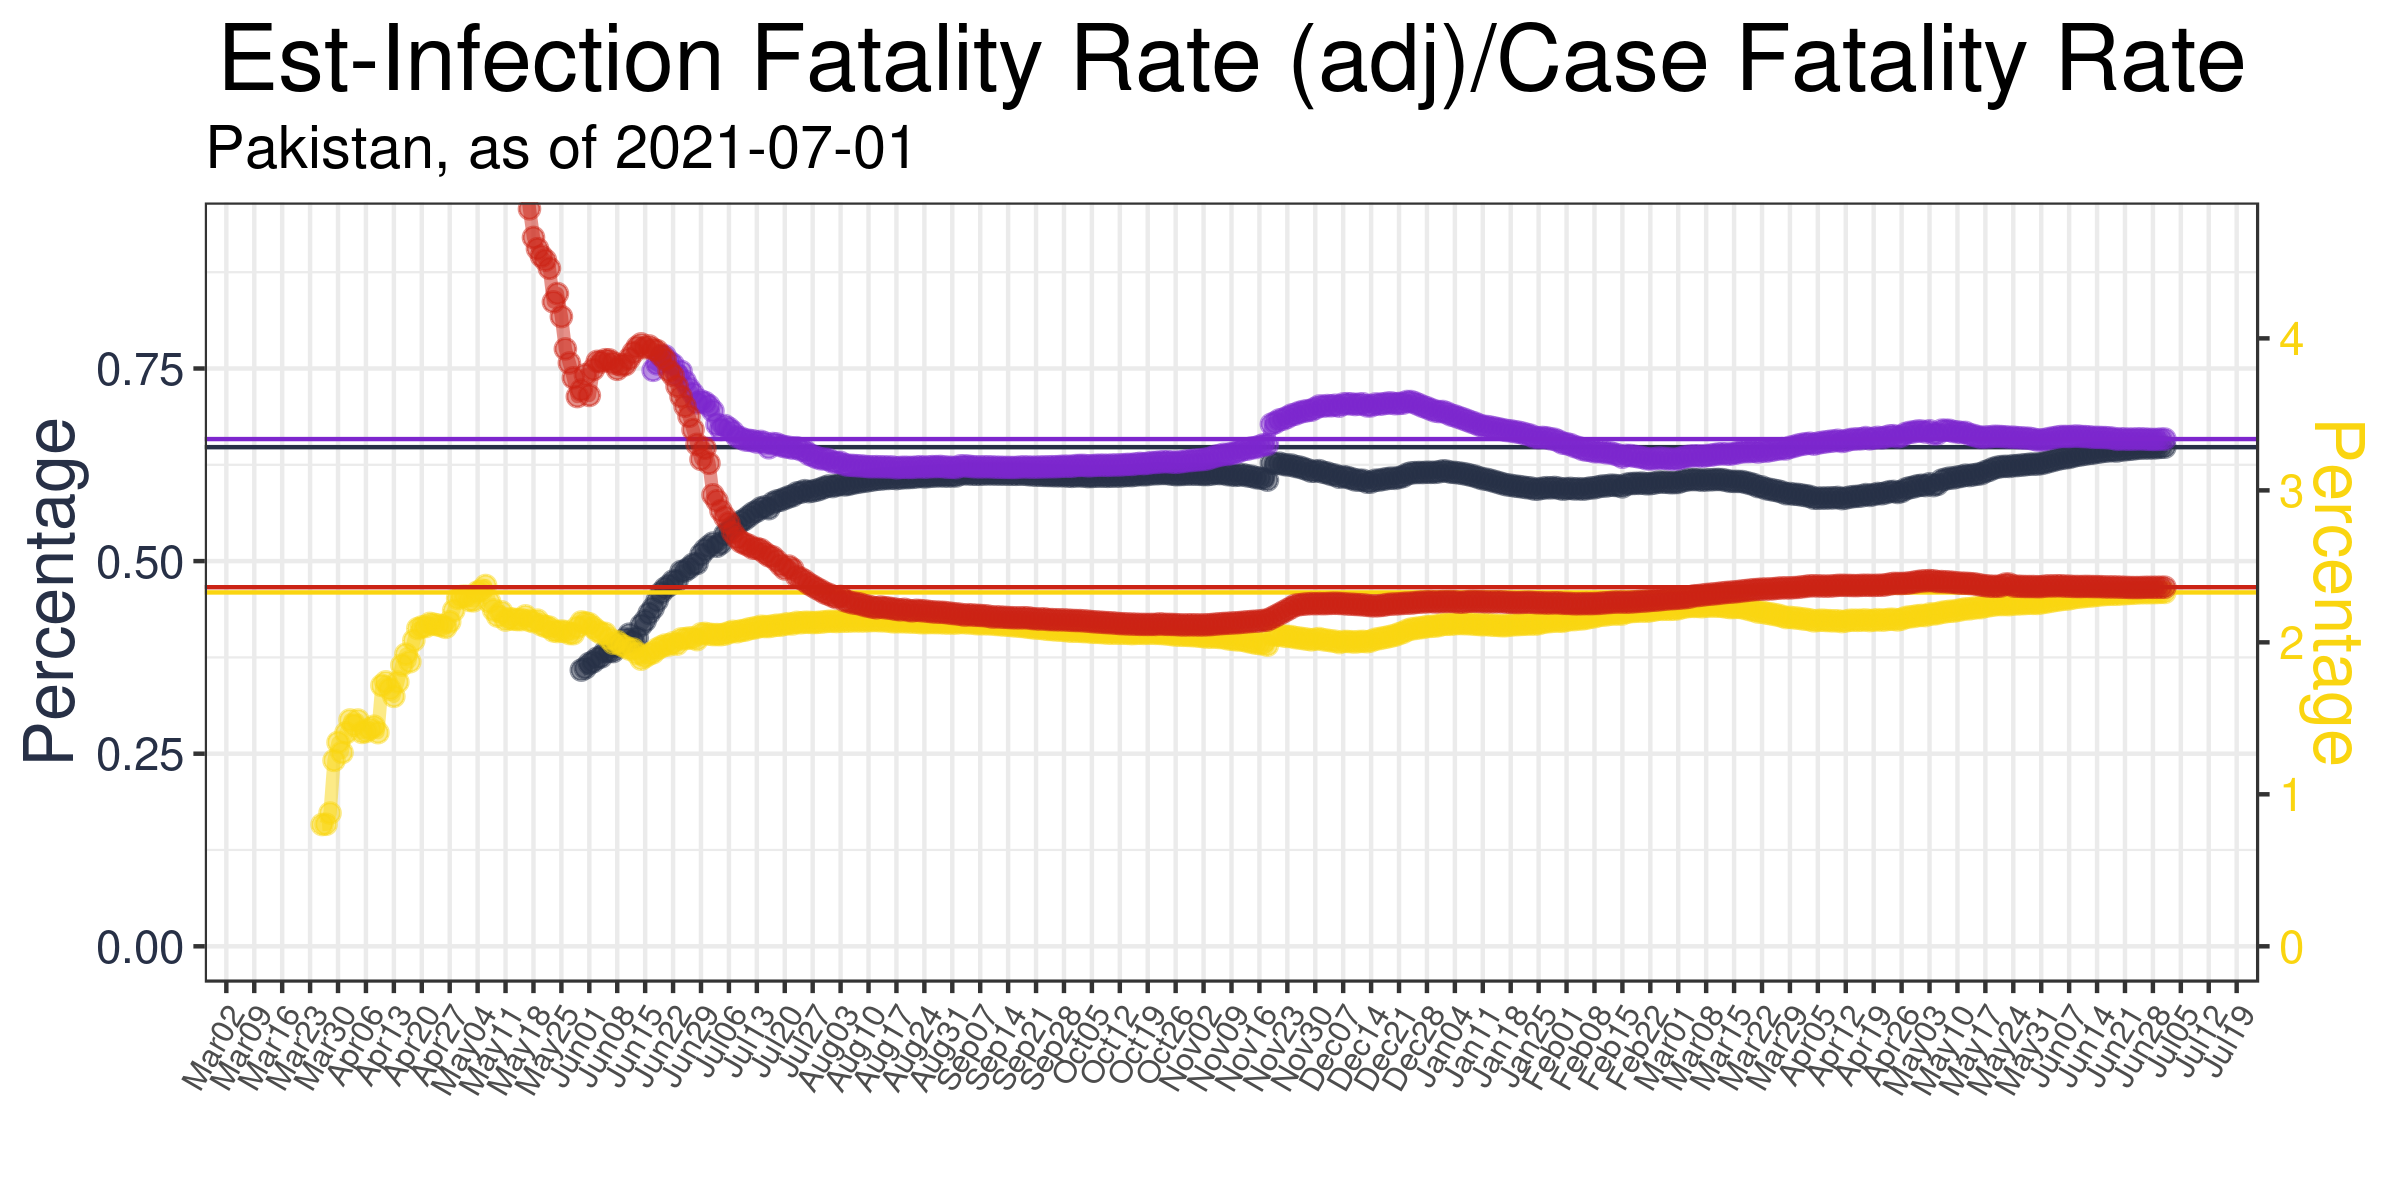 Est-Infection Fatality Rate (adj)/Case Fatality Rate
Pakistan, as of 2021-07-01
Percentage
0.75
0.50
0.25
0.00
4
3
2
1
0
Percentage
Mar02
Mar09
Mar16
Mar23
Mar30
Apr06
Apr13
Apr20
Apr27
May04
May11
May18
May25
Jun01
Jun08
Jun15
Jun22
Jun29
Jul06
Jul13
Jul20
Jul27
Aug03
Aug10
Aug17
Aug24
Aug31
Sep07
Sep14
Sep21
Sep28
Oct05
Oct12
Oct19
Oct26
Nov02
Nov09
Nov16
Nov23
Nov30
Dec07
Dec14
Dec21
Dec28
Jan04
Jan11
Jan18
Jan25
Feb01
Feb08
Feb15
Feb22
Mar01
Mar08
Mar15
Mar22
Mar29
Apr05
Apr12
Apr19
Apr26
May03
May10
May17
May24
May31
Jun07
Jun14
Jun21
Jun28
Jul05
Jul12
Jul19